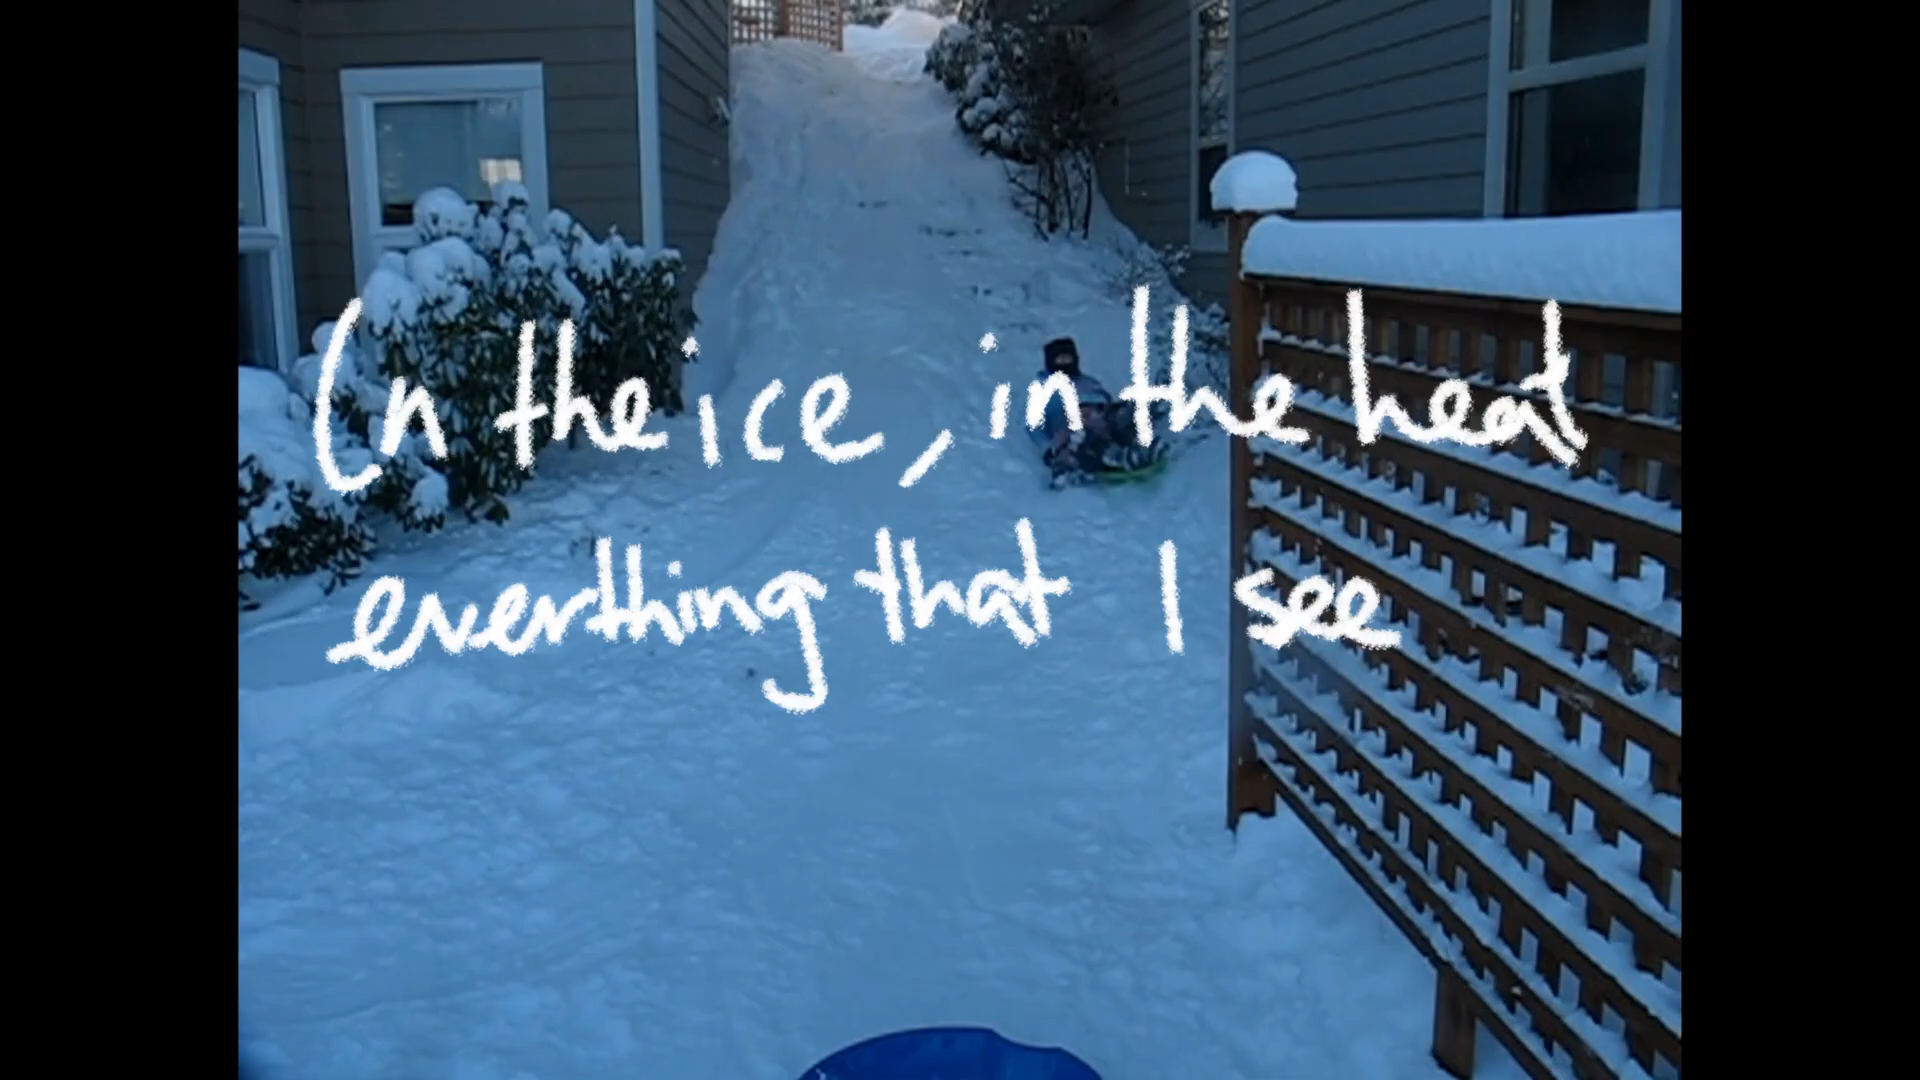 In the ice, in the heat
everthing that I see